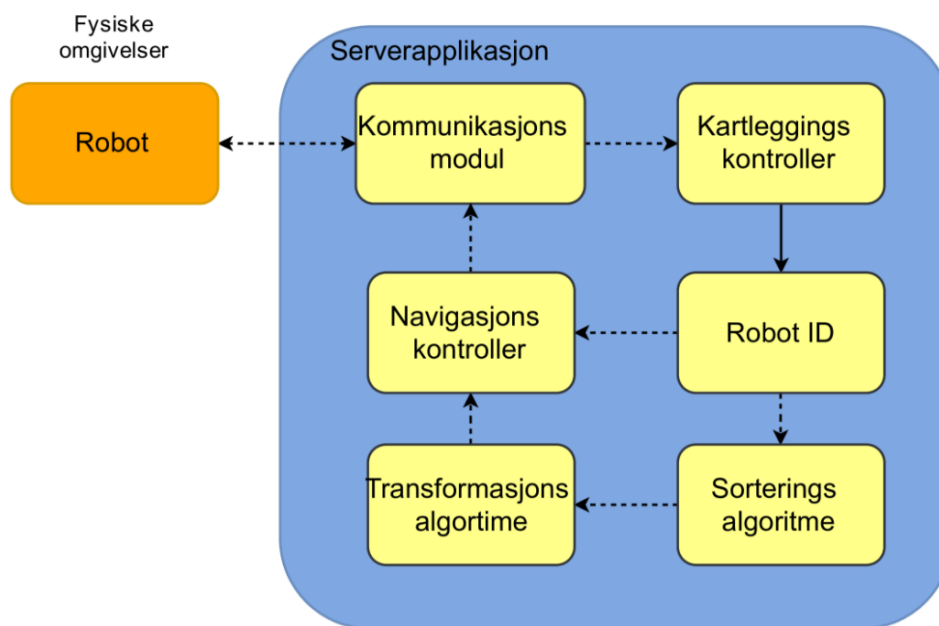 Fysiske
omgivelser
Serverapplikasjon
Robot
Kommunikasjons
modul
Kartleggings
kontroller
Navigasjons
kontroller
Robot ID
Transformasjons
algortime
Sorterings
algoritme